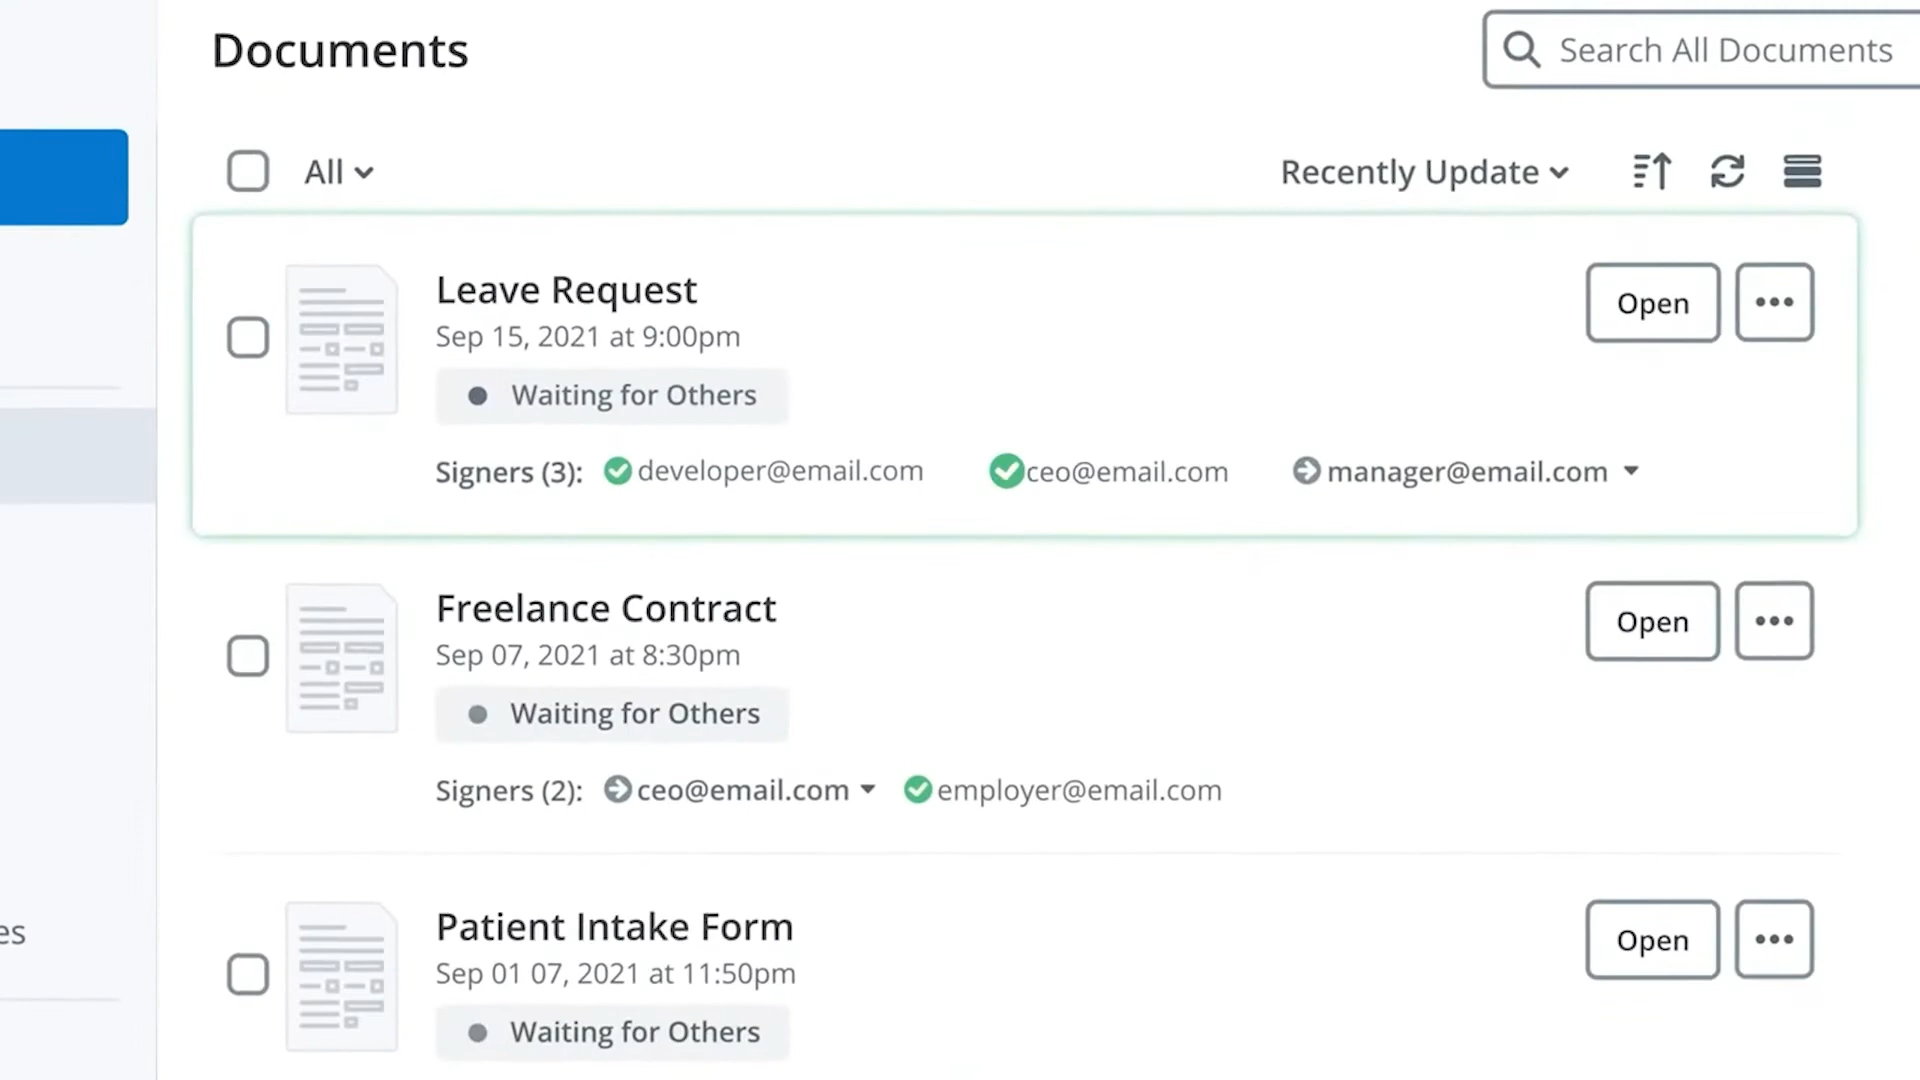 Documents
Search All Documents
All
Recently Update
Leave Request
Open
Sep 15, 2021 at 9:00pm
Waiting for Others
Signers (3): developer@email.com ceo@email.com manager@email.com
Freelance Contract
Open
Sep 07, 2021 at 8:30pm
Waiting for Others
Signers (2): ceo@email.com employer@email.com
Patient Intake Form
es
Open
Sep 01 07, 2021 at 11:50pm
Waiting for Others